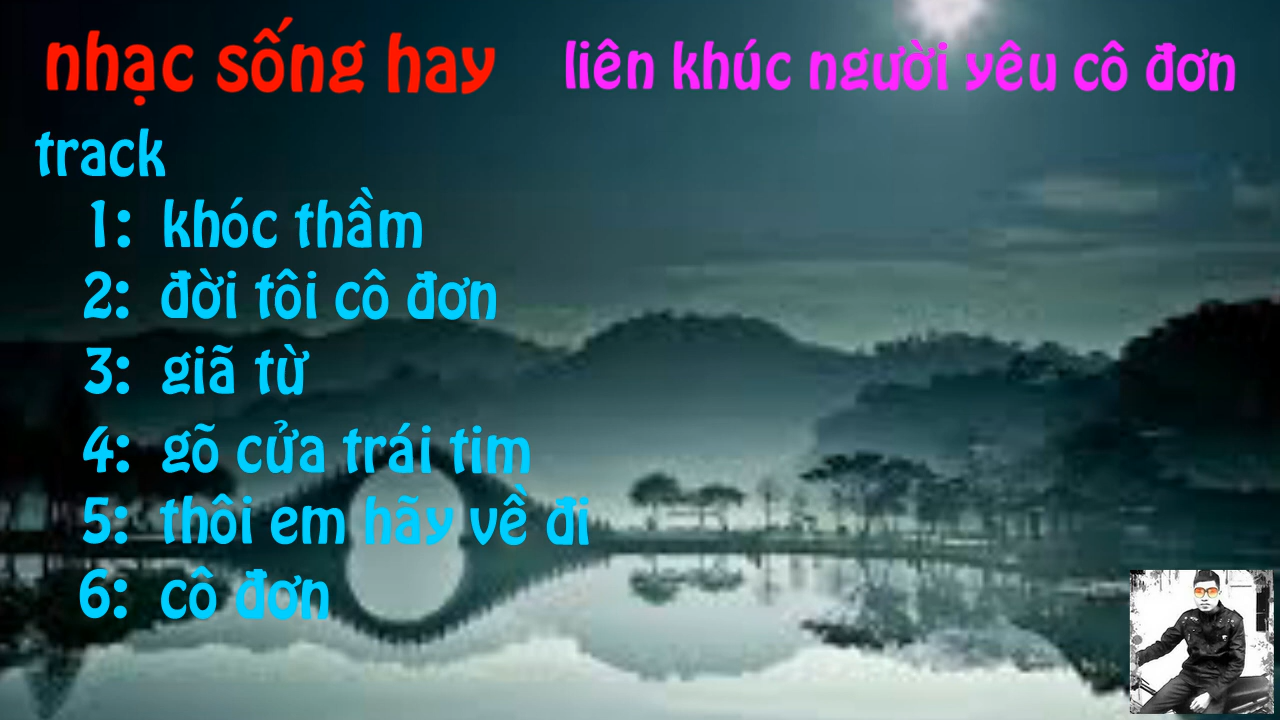 nhạc sống hay liên khúc người yêu cô đơn
track
1: khóc thầm
2: đời tôi cô đơn
3: giã từ
4: gõ cửa trái tim
5: thôi em hãy về đi
6: cô đơn